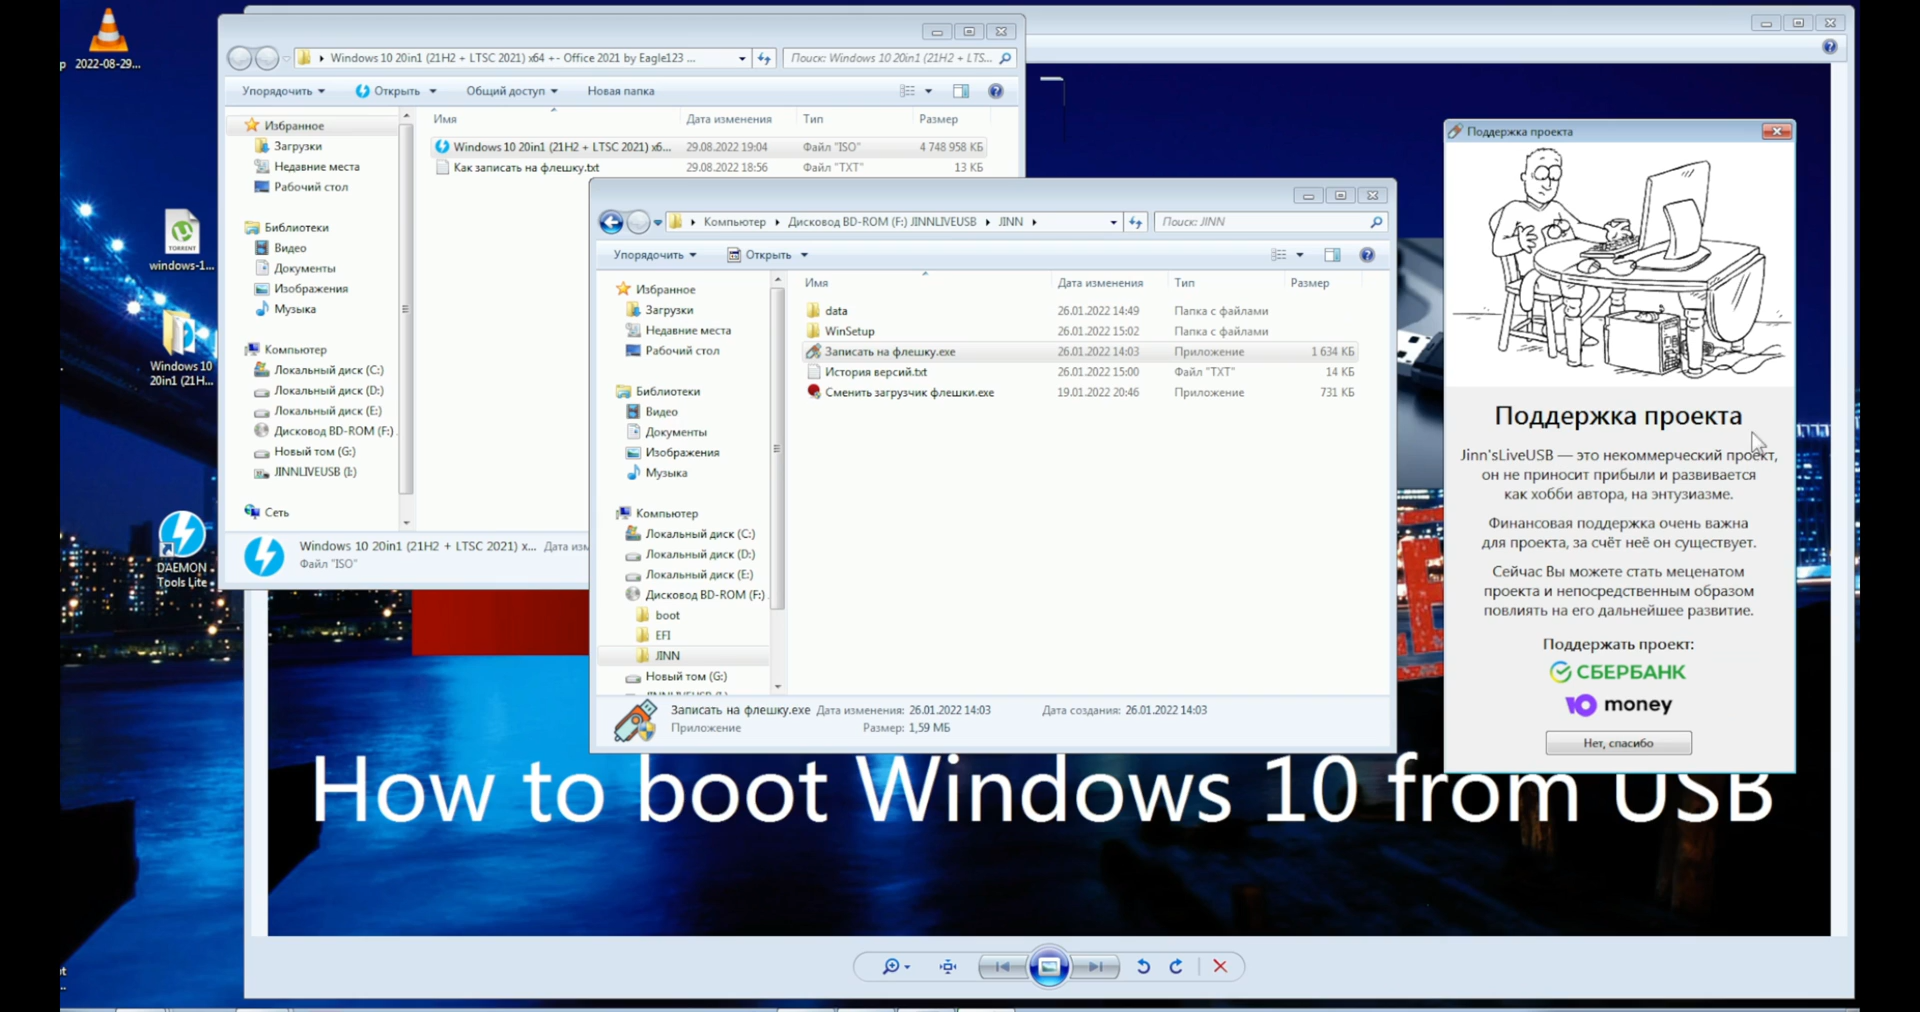 2022-08-29...
windows-1...
Windows 10
20in1 (21H...
DAEMON
Tools Lite
Windows 10 20in1 (21H2 + LTSC 2021) x64 +- Office 2021 by Eagle123 ...
Поиск: Windows 10 20in1 (21H2 + LTS...
Упорядочить
Открыть
Общий доступ
Новая папка
Имя
Дата изменения
Тип
Размер
Windows 10 20in1 (21H2 + LTSC 2021) x6...
29.08.2022 19:04
Файл "ISO"
4 748 958 КБ
Как записать на флешку.txt
29.08.2022 18:56
Файл "TXT"
13 КБ
Избранное
Загрузки
Недавние места
Рабочий стол
Библиотеки
Видео
Документы
Изображения
Музыка
Компьютер
Локальный диск (C:)
Локальный диск (D:)
Локальный диск (E:)
Дисковод BD-ROM (F:)
Новый том (G:)
JINNLIVEUSB (I:)
Сеть
Windows 10 20in1 (21H2 + LTSC 2021) x...
Файл "ISO"
Компьютер
Дисковод BD-ROM (F:) JINNLIVEUSB
JINN
Поиск: JINN
Упорядочить
Открыть
Имя
Дата изменения
Тип
Размер
data
26.01.2022 14:49
Папка с файлами
WinSetup
26.01.2022 15:02
Папка с файлами
Записать на флешку.exe
26.01.2022 14:03
Приложение
1 634 КБ
История версий.txt
26.01.2022 15:00
Файл "TXT"
14 КБ
Сменить загрузчик флешки.exe
19.01.2022 20:46
Приложение
731 КБ
Избранное
Загрузки
Недавние места
Рабочий стол
Библиотеки
Видео
Документы
Изображения
Музыка
Компьютер
Локальный диск (C:)
Локальный диск (D:)
Локальный диск (E:)
Дисковод BD-ROM (F:)
boot
EFI
JINN
Новый том (G:)
Записать на флешку.exe
Дата изменения: 26.01.2022 14:03
Дата создания: 26.01.2022 14:03
Приложение
Размер: 1,59 МБ
Поддержка проекта
Поддержка проекта
Jinn'sLiveUSB — это некоммерческий проект,
он не приносит прибыли и развивается
как хобби автора, на энтузиазме.
Финансовая поддержка очень важна
для проекта, за счёт неё он существует.
Сейчас Вы можете стать меценатом
проекта и непосредственным образом
повлиять на его дальнейшее развитие.
Поддержать проект:
СБЕРБАНК
Ю money
Нет, спасибо
How to boot Windows 10 from USB